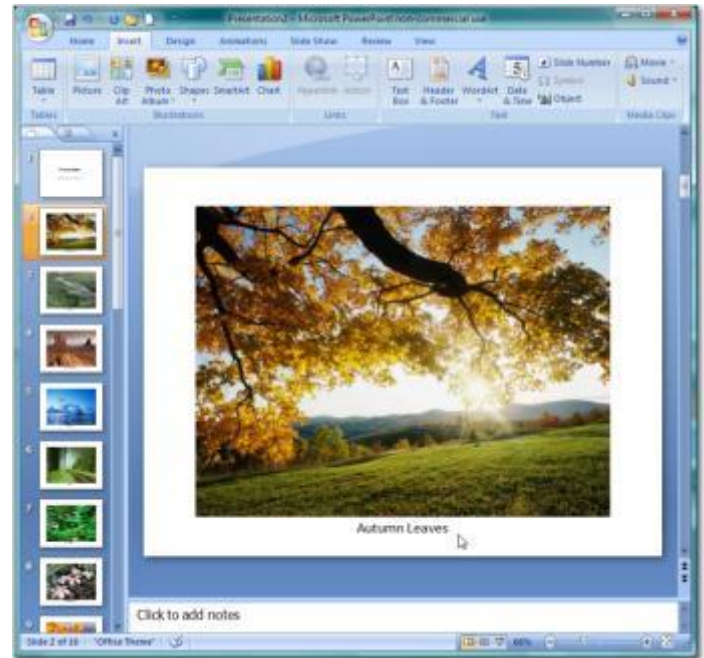 Presentation2 - Microsoft PowerPoint non-commercial use
Home Insert Design Animations Slide Show Review View
Table Picture Clip Art Photo Album Shapes SmartArt Chart Hyperlink Action Text Box Header & Footer WordArt Date & Time
Slide Number
Symbol
Object
Movie
Sound
Tables Illustrations Links Text Media Clips
Autumn Leaves
Click to add notes
Slide 2 of 16 "Office Theme" 66%